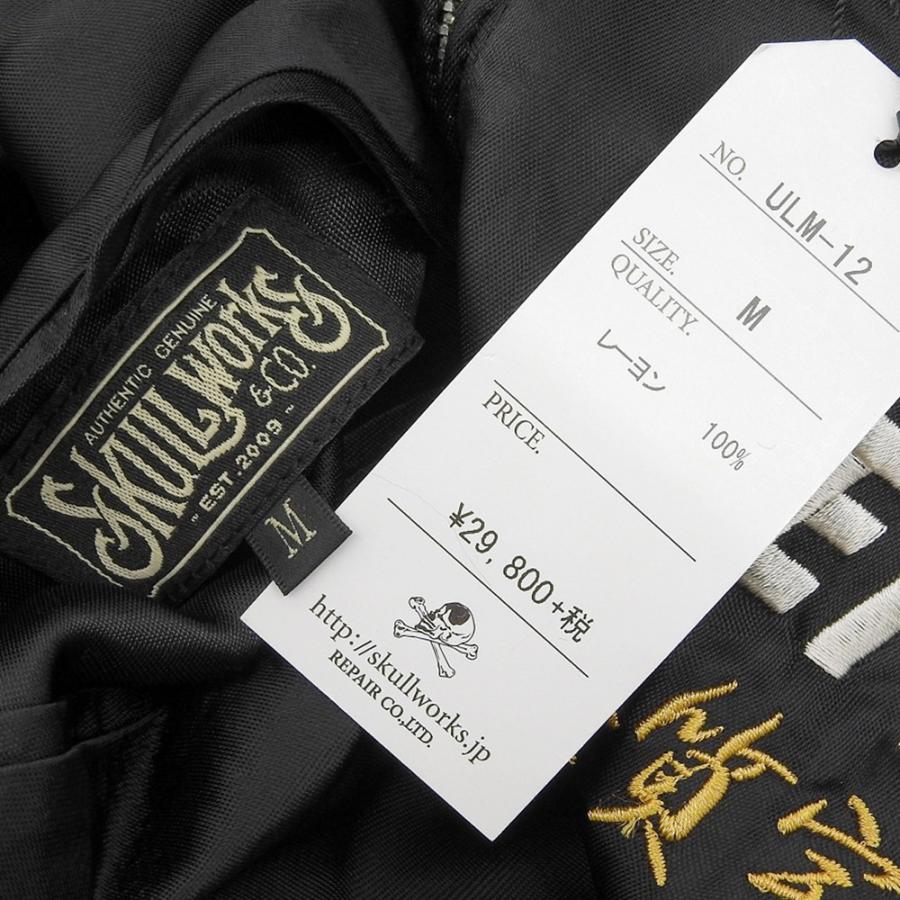 AUTHENTIC GENUINE
SKULLWORKS
&CO.
~EST.2009~
M
NO. ULM-12
SIZE. M
QUALITY.
レーヨン 100%
PRICE.
¥29,800+税
http://skullworks.jp
REPAIR CO.,LTD.